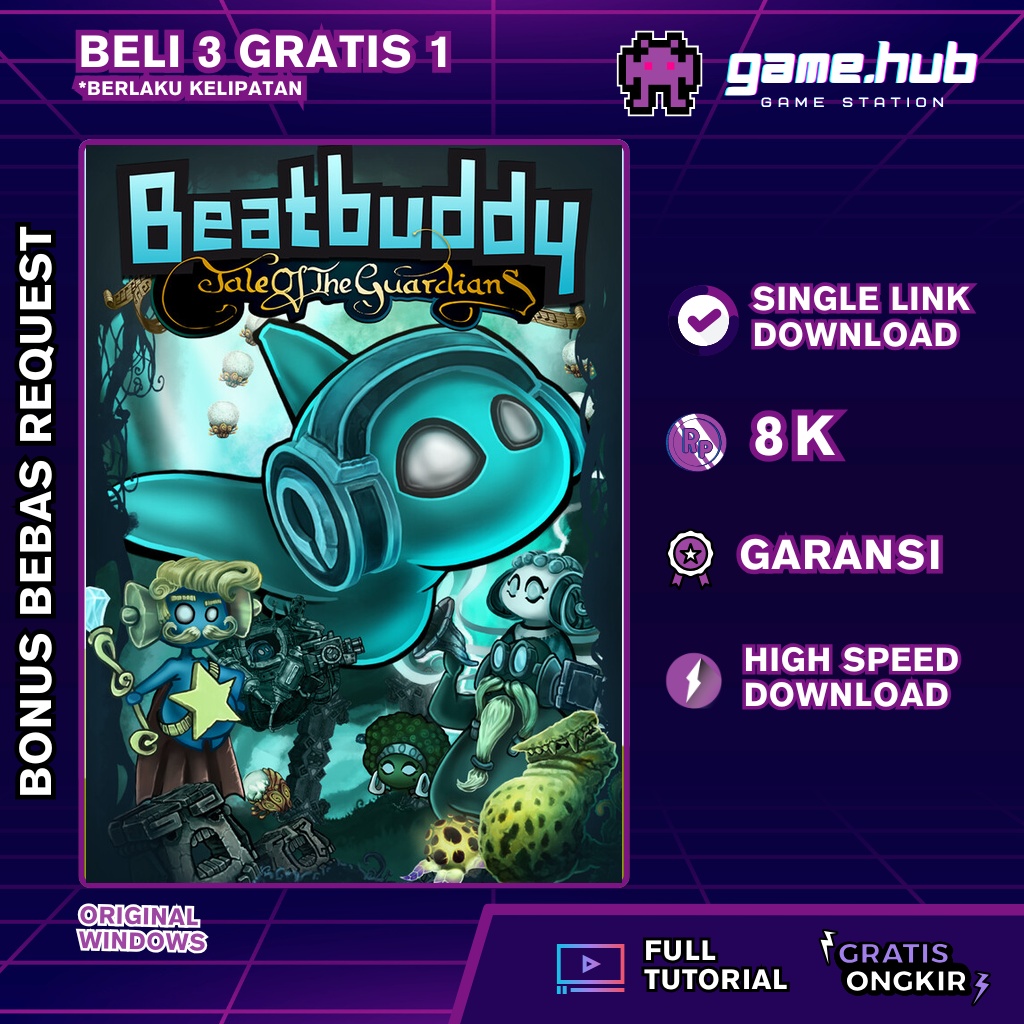 BELI 3 GRATIS 1
*BERLAKU KELIPATAN
game.hub
GAME STATION
BONUS BEBAS REQUEST
Beatbuddy
Tale Of The Guardians
SINGLE LINK
DOWNLOAD
Rp
8K
GARANSI
HIGH SPEED
DOWNLOAD
ORIGINAL
WINDOWS
FULL
TUTORIAL
GRATIS
ONGKIR